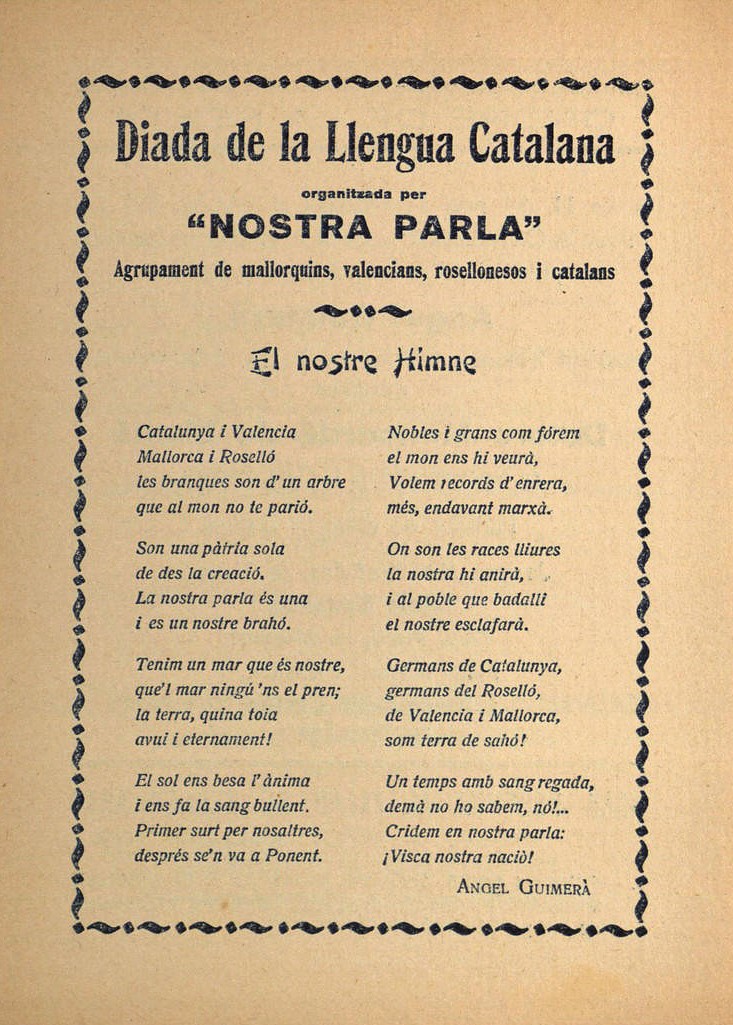 Diada de la Llengua Catalana
organitzada per
“NOSTRA PARLA”
Agrupament de mallorquins, valencians, rosellonesos i catalans
El nostre Himne
Catalunya i Valencia
Mallorca i Roselló
les branques son d'un arbre
que al mon no te parió.
Son una pàtria sola
de des la creació.
La nostra parla és una
i es un nostre brahó.
Tenim un mar que és nostre,
que'l mar ningú 'ns el pren;
la terra, quina toia
avui i eternament!
El sol ens besa l'ànima
i ens fa la sang bullent.
Primer surt per nosaltres,
després se'n va a Ponent.
Nobles i grans com fórem
el mon ens hi veurà,
Volem records d'enrera,
més, endavant marxà.
On son les races lliures
la nostra hi anirà,
i al poble que badalli
el nostre esclafarà.
Germans de Catalunya,
germans del Roselló,
de Valencia i Mallorca,
som terra de sahó!
Un temps amb sang regada,
demà no ho sabem, nó!...
Cridem en nostra parla:
¡Visca nostra nació!
ANGEL GUIMERÀ